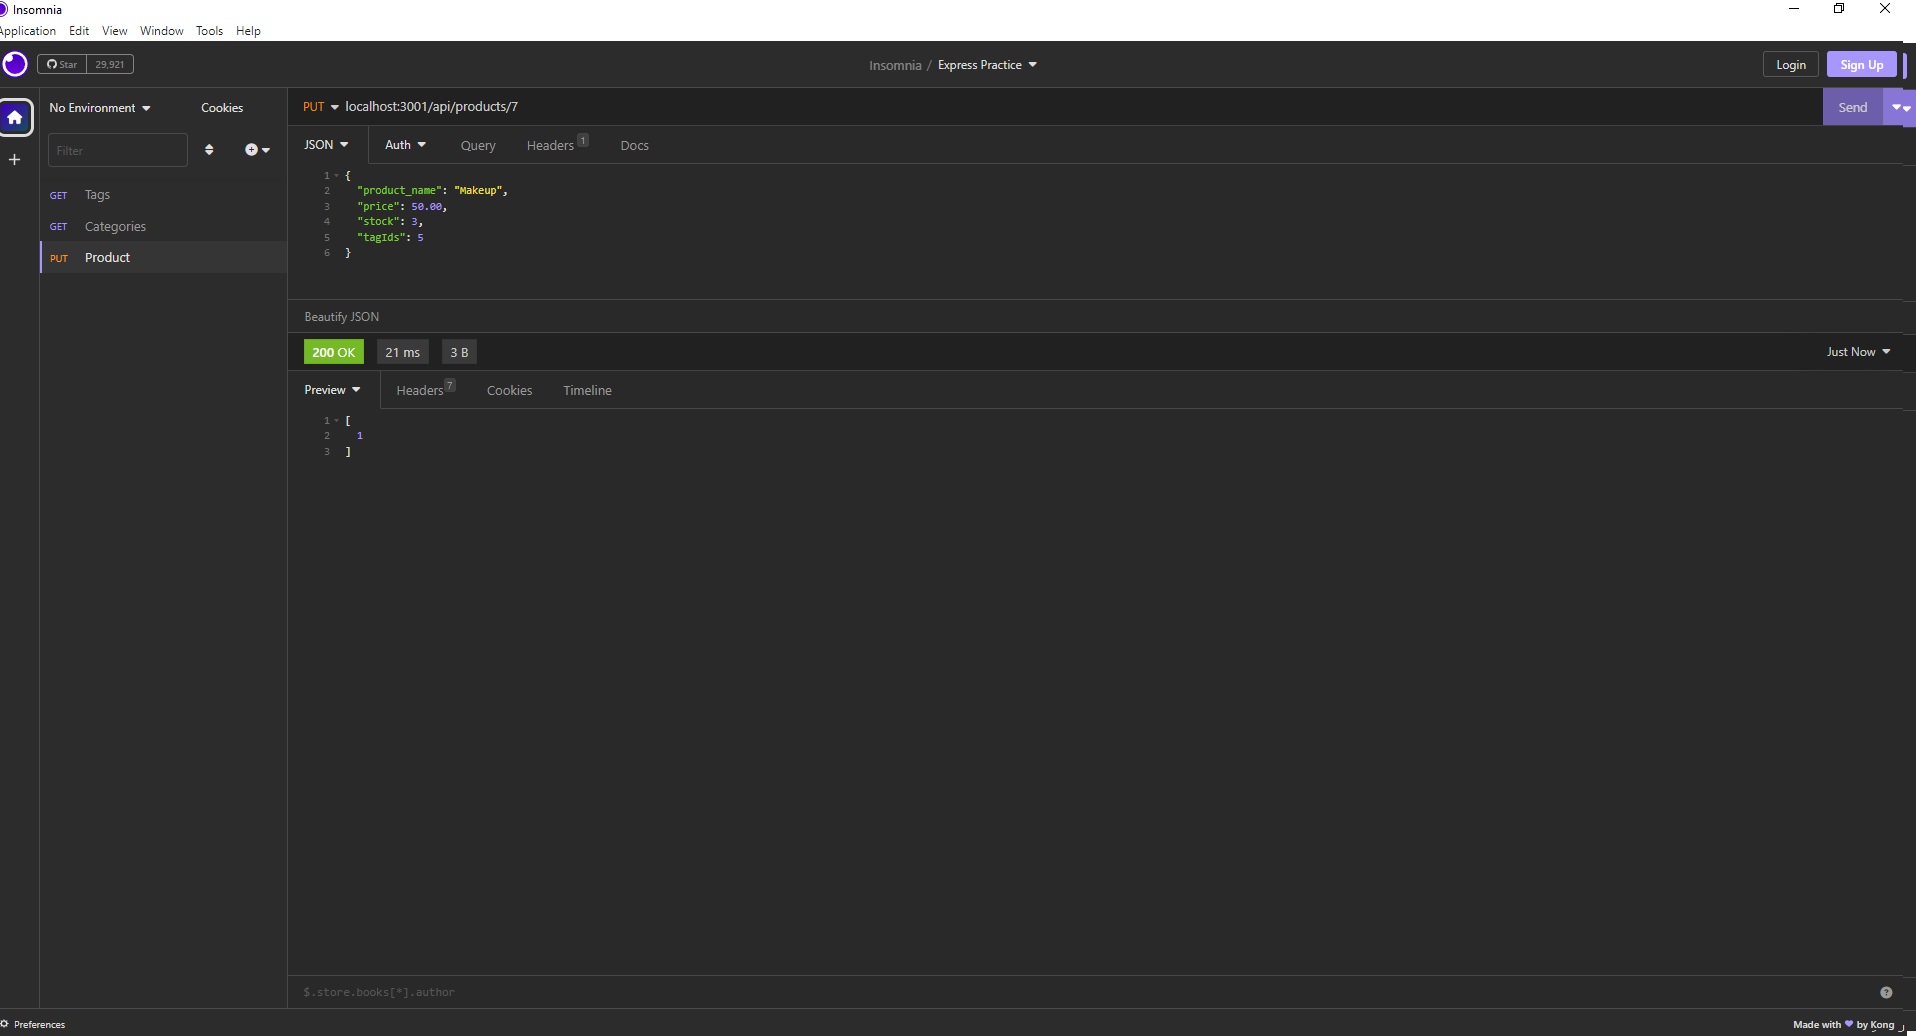 Insomnia
Application Edit View Window Tools Help
Star 29,921
Insomnia / Express Practice
Login Sign Up
No Environment Cookies
PUT localhost:3001/api/products/7
Send
Filter
JSON Auth Query Headers 1 Docs
GET Tags
GET Categories
PUT Product
1 {
2 "product_name": "Makeup",
3 "price": 50.00,
4 "stock": 3,
5 "tagIds": 5
6 }
Beautify JSON
200 OK 21 ms 3 B
Just Now
Preview Headers 7 Cookies Timeline
1 [
2 1
3 ]
$.store.books[*].author
?
Preferences
Made with ♥ by Kong